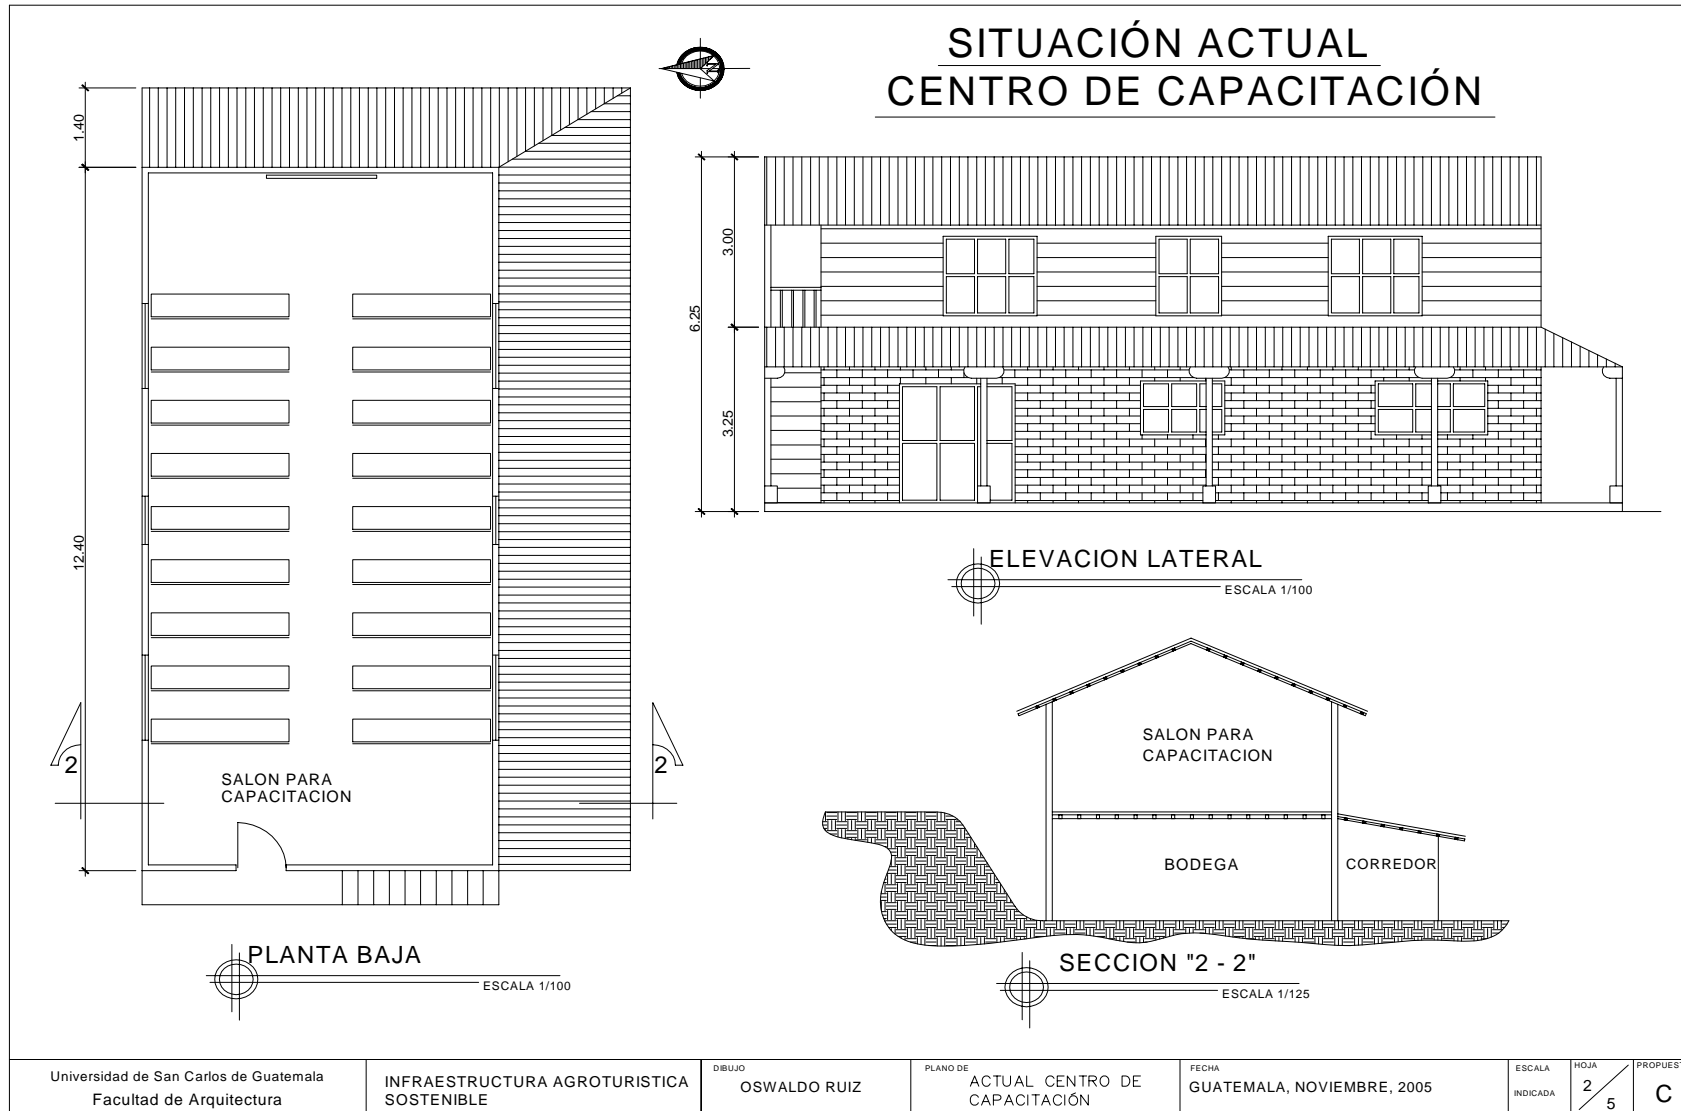 SITUACIÓN ACTUAL
CENTRO DE CAPACITACIÓN
N
1.40
12.40
2
2
SALON PARA
CAPACITACION
PLANTA BAJA
ESCALA 1/100
6.25
3.00
3.25
ELEVACION LATERAL
ESCALA 1/100
SALON PARA
CAPACITACION
BODEGA
CORREDOR
SECCION "2 - 2"
ESCALA 1/125
Universidad de San Carlos de Guatemala
Facultad de Arquitectura
INFRAESTRUCTURA AGROTURISTICA
SOSTENIBLE
DIBUJO
OSWALDO RUIZ
PLANO DE
ACTUAL CENTRO DE
CAPACITACIÓN
FECHA
GUATEMALA, NOVIEMBRE, 2005
ESCALA
INDICADA
HOJA
2
5
PROPUEST
C